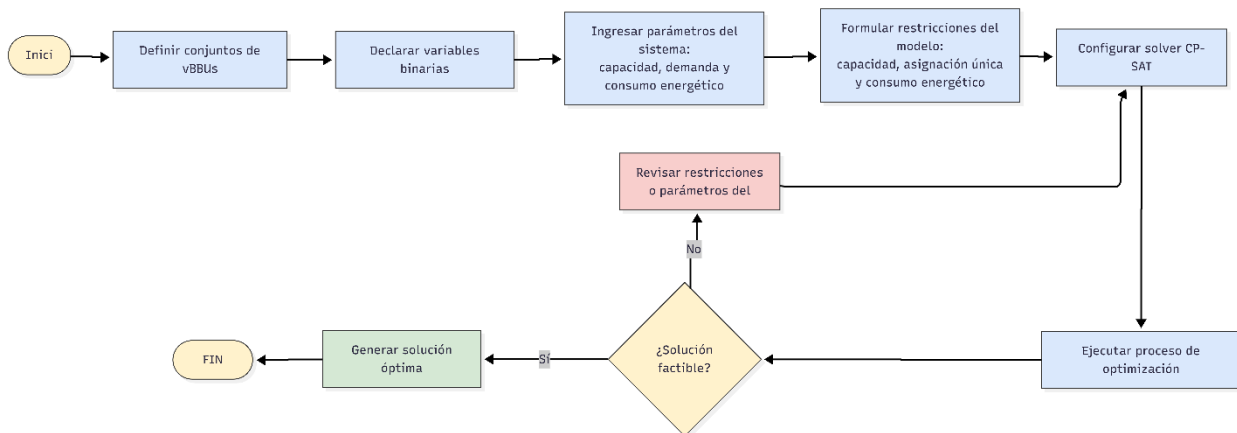 Inici
Definir conjuntos de
vBBUs
Declarar variables
binarias
Ingresar parámetros del
sistema:
capacidad, demanda y
consumo energético
Formular restricciones del
modelo:
capacidad, asignación única
y consumo energético
Configurar solver CP-
SAT
Revisar restricciones
o parámetros del
No
FIN
Generar solución
óptima
Sí
¿Solución
factible?
Ejecutar proceso de
optimización